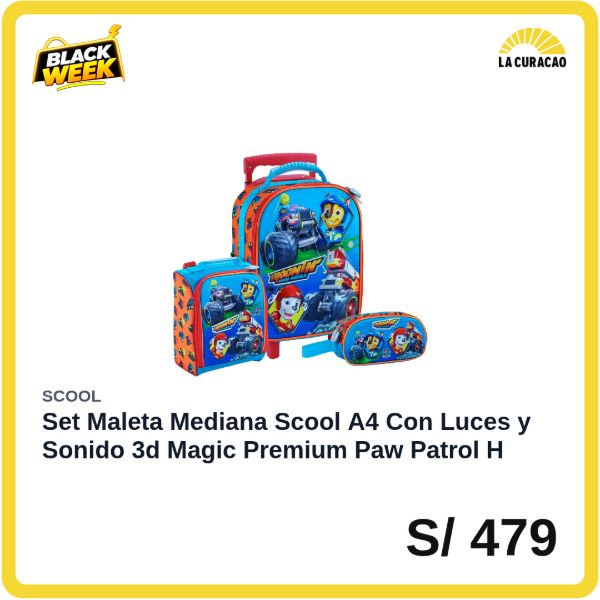 BLACK
WEEK
LA CURACAO
SCOOL
Set Maleta Mediana Scool A4 Con Luces y
Sonido 3d Magic Premium Paw Patrol H
S/ 479